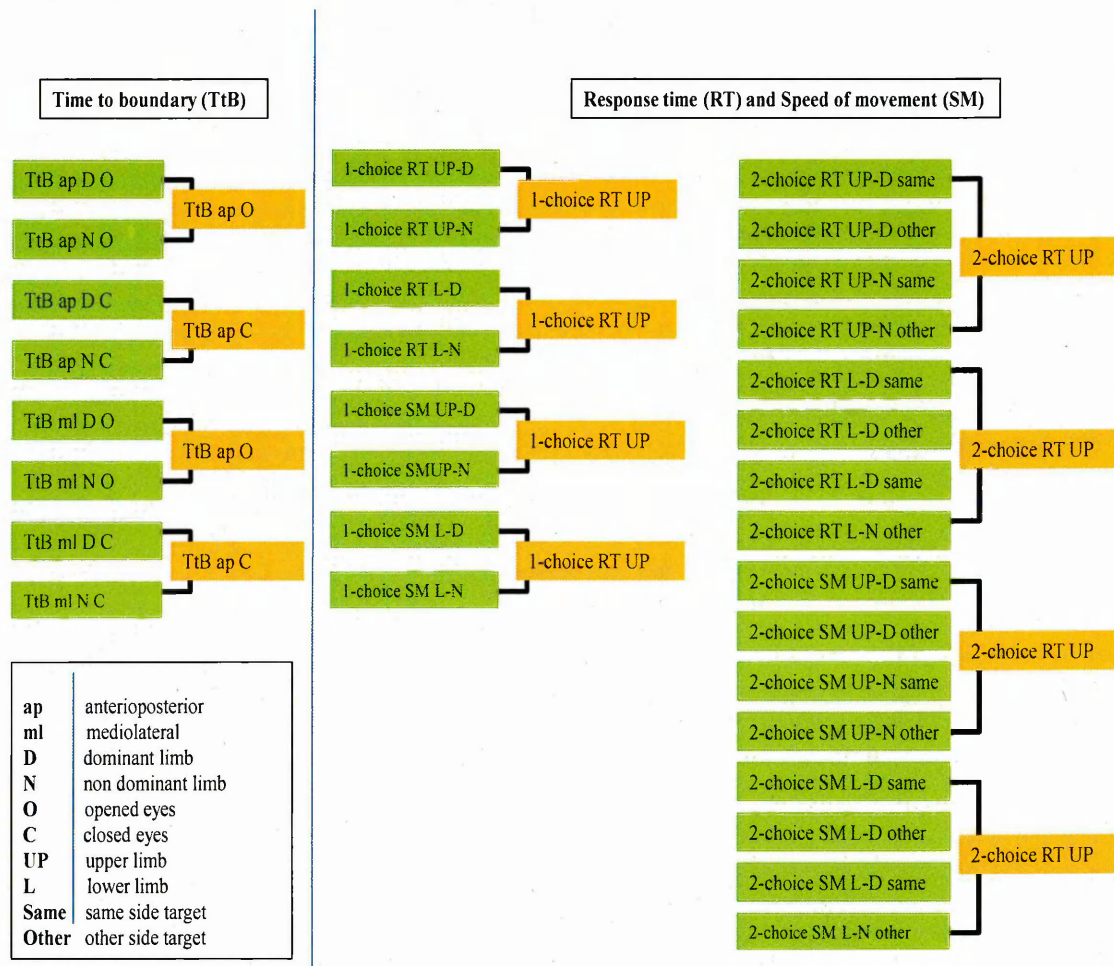 Time to boundary (TtB)
TtB ap D O
TtB ap N O
TtB ap O
TtB ap D C
TtB ap N C
TtB ap C
TtB ml D O
TtB ml N O
TtB ap O
TtB ml D C
TtB ml N C
TtB ap C
ap anterioposterior
ml mediolateral
D dominant limb
N non dominant limb
O opened eyes
C closed eyes
UP upper limb
L lower limb
Same same side target
Other other side target
Response time (RT) and Speed of movement (SM)
1-choice RT UP-D
1-choice RT UP-N
1-choice RT UP
1-choice RT L-D
1-choice RT L-N
1-choice RT UP
1-choice SM UP-D
1-choice SMUP-N
1-choice RT UP
1-choice SM L-D
1-choice SM L-N
1-choice RT UP
2-choice RT UP-D same
2-choice RT UP-D other
2-choice RT UP-N same
2-choice RT UP-N other
2-choice RT UP
2-choice RT L-D same
2-choice RT L-D other
2-choice RT L-D same
2-choice RT L-N other
2-choice RT UP
2-choice SM UP-D same
2-choice SM UP-D other
2-choice SM UP-N same
2-choice SM UP-N other
2-choice RT UP
2-choice SM L-D same
2-choice SM L-D other
2-choice SM L-D same
2-choice SM L-N other
2-choice RT UP